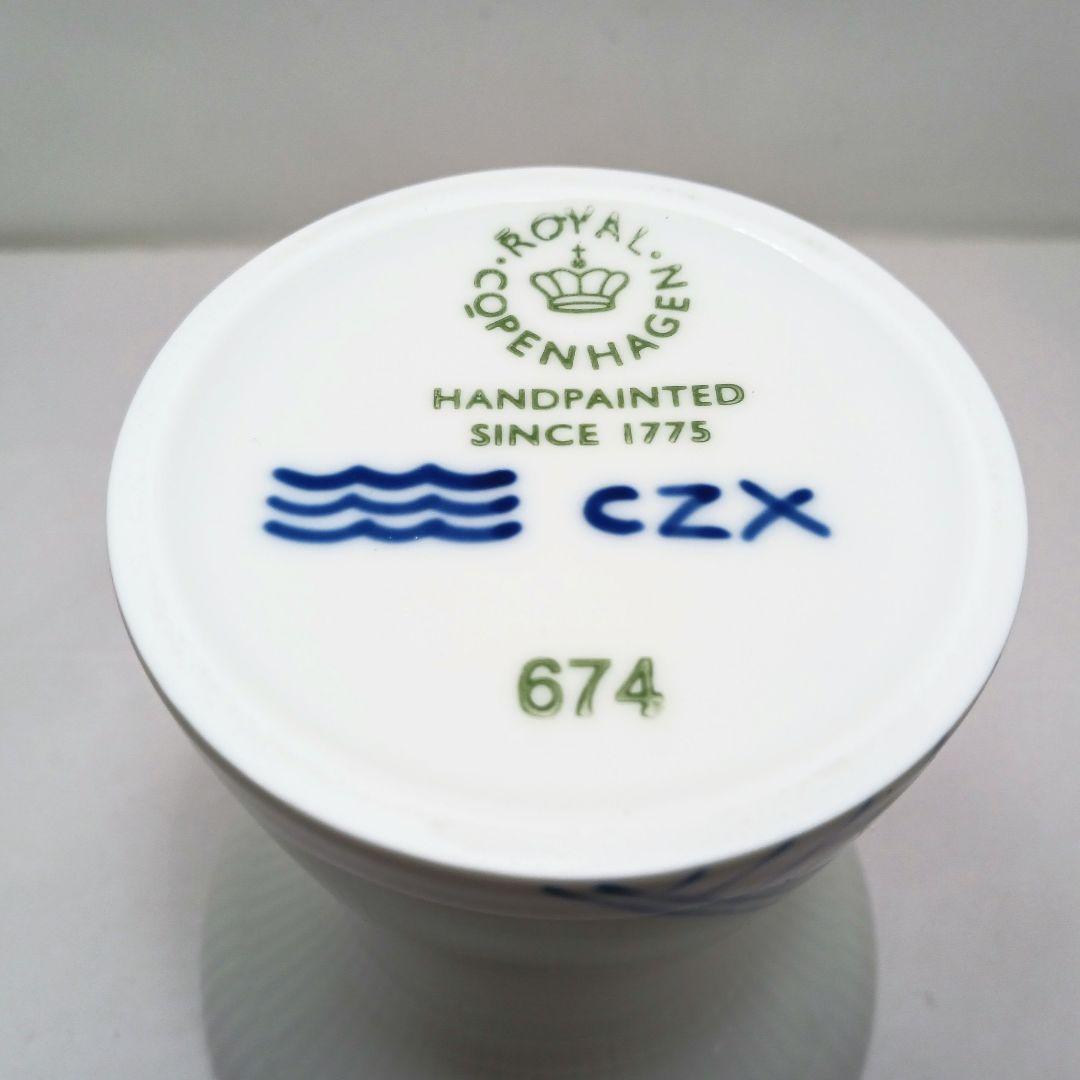 ROYAL
COPENHAGEN
HANDPAINTED
SINCE 1775
CZX
674